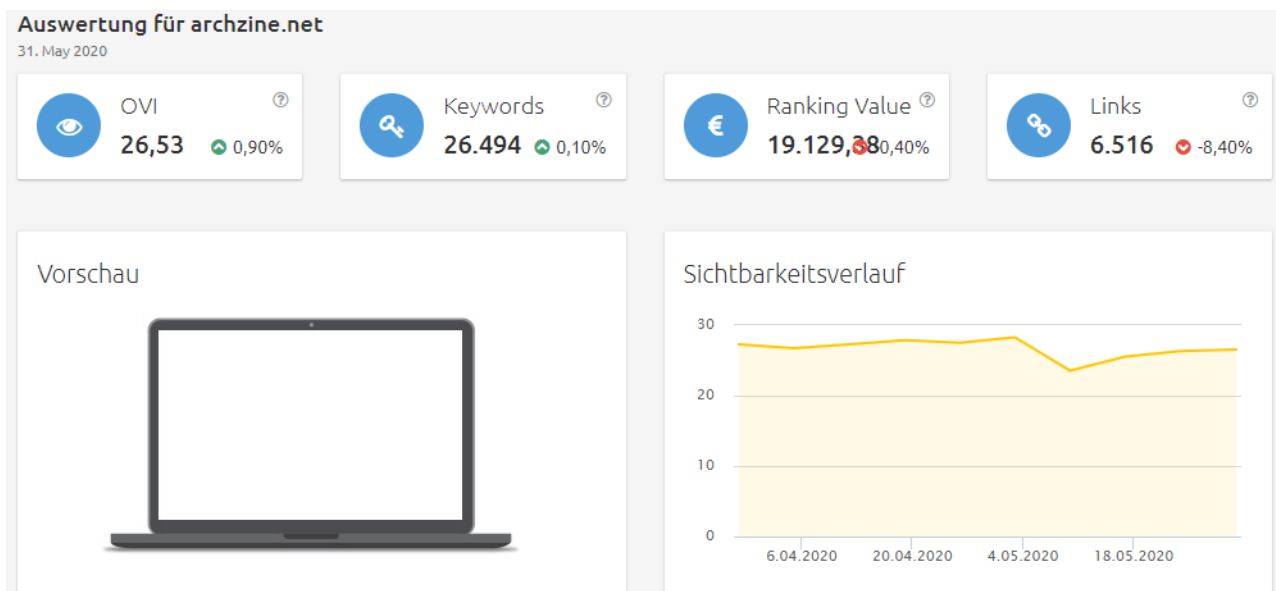 Auswertung für archzine.net
31. May 2020
OVI
26,53 0,90%
Keywords
26.494 0,10%
Ranking Value
19.129,38 0,40%
Links
6.516 -8,40%
Vorschau
Sichtbarkeitsverlauf
30
20
10
0
6.04.2020 20.04.2020 4.05.2020 18.05.2020